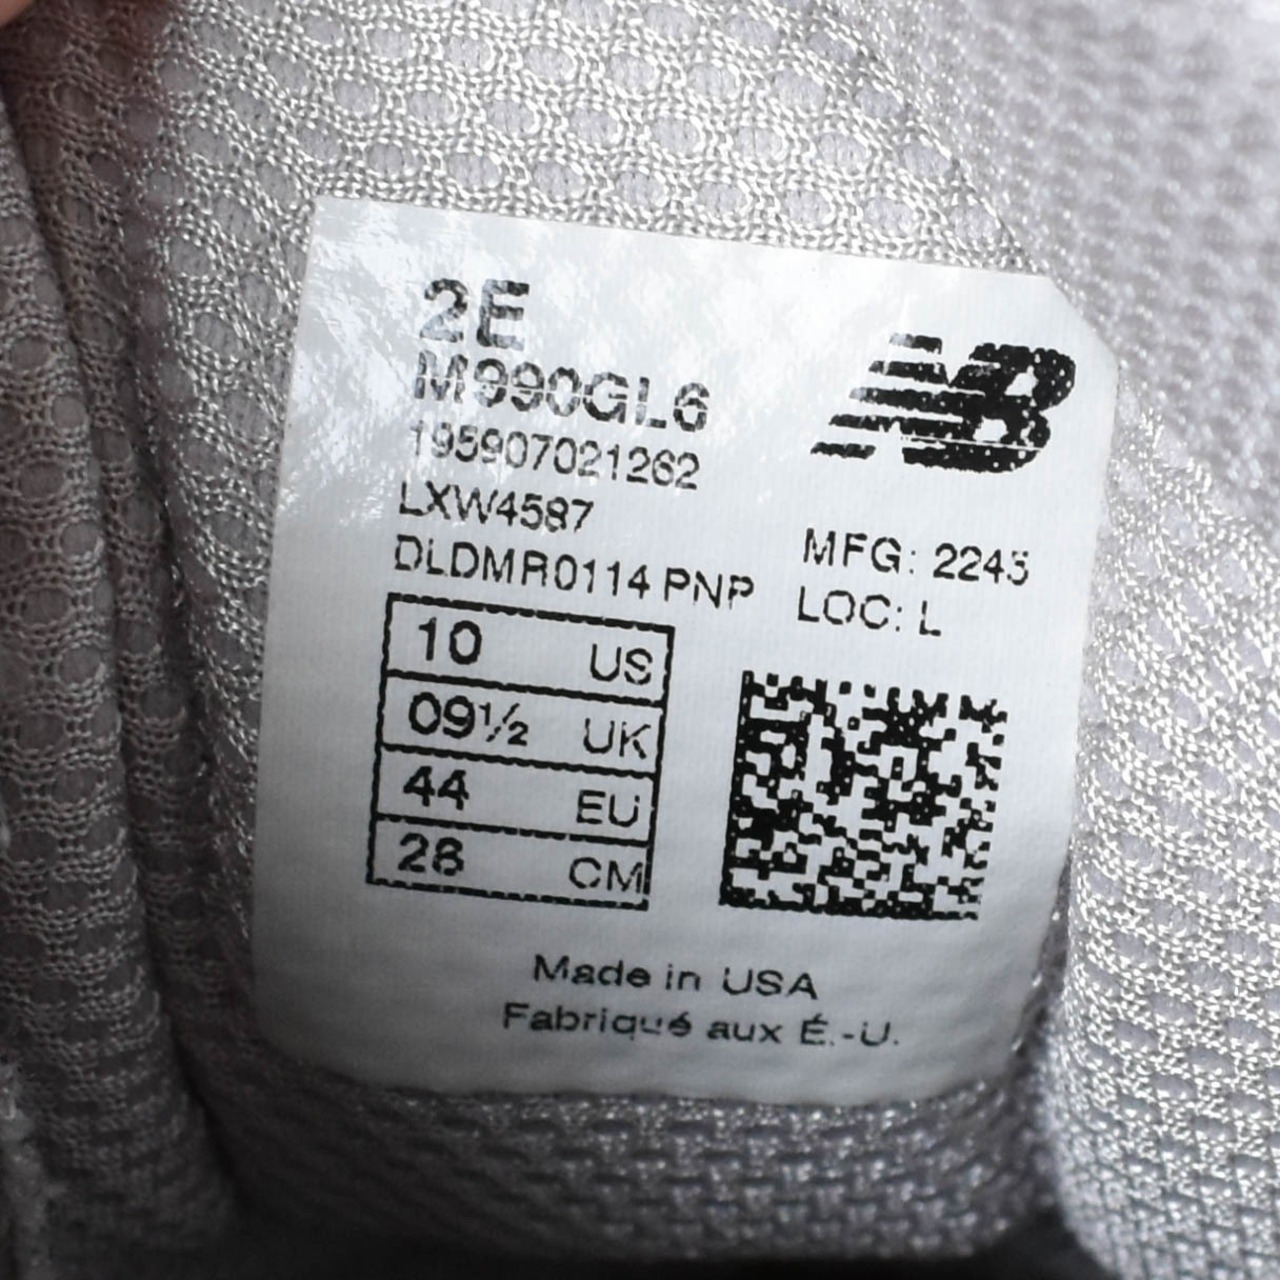 2E
M990GL6
195907021262
LXW4587
DLDMR0114 PNP
NB
MFG: 2245
LOC: L
10 US
09½ UK
44 EU
28 CM
Made in USA
Fabriqué aux É.-U.